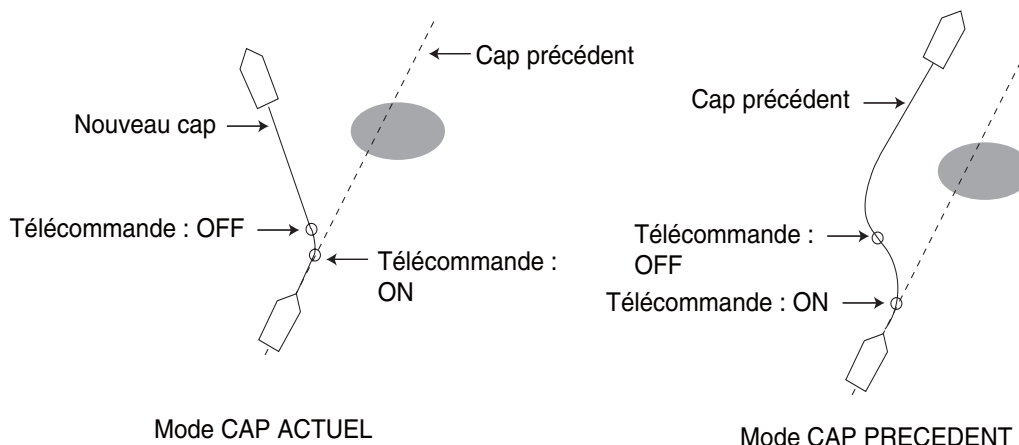 Cap précédent
Nouveau cap
Télécommande : OFF
Télécommande :
ON
Mode CAP ACTUEL
Cap précédent
Télécommande :
OFF
Télécommande : ON
Mode CAP PRECEDENT